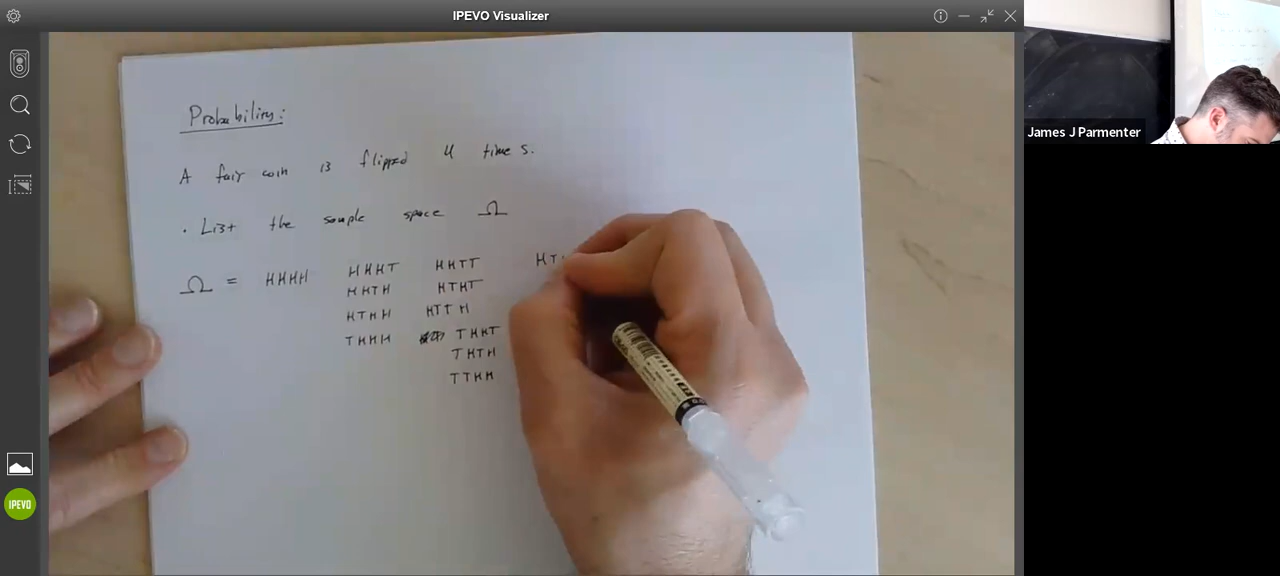 IPEVO Visualizer
James J Parmenter
Probability:
A fair coin is flipped 4 times.
· List the sample space Ω
Ω = HHHH HHHT HHTT
HHTH HTHT
HTHH HTTH
THHH THHT
THTH
TTHH
IPEVO